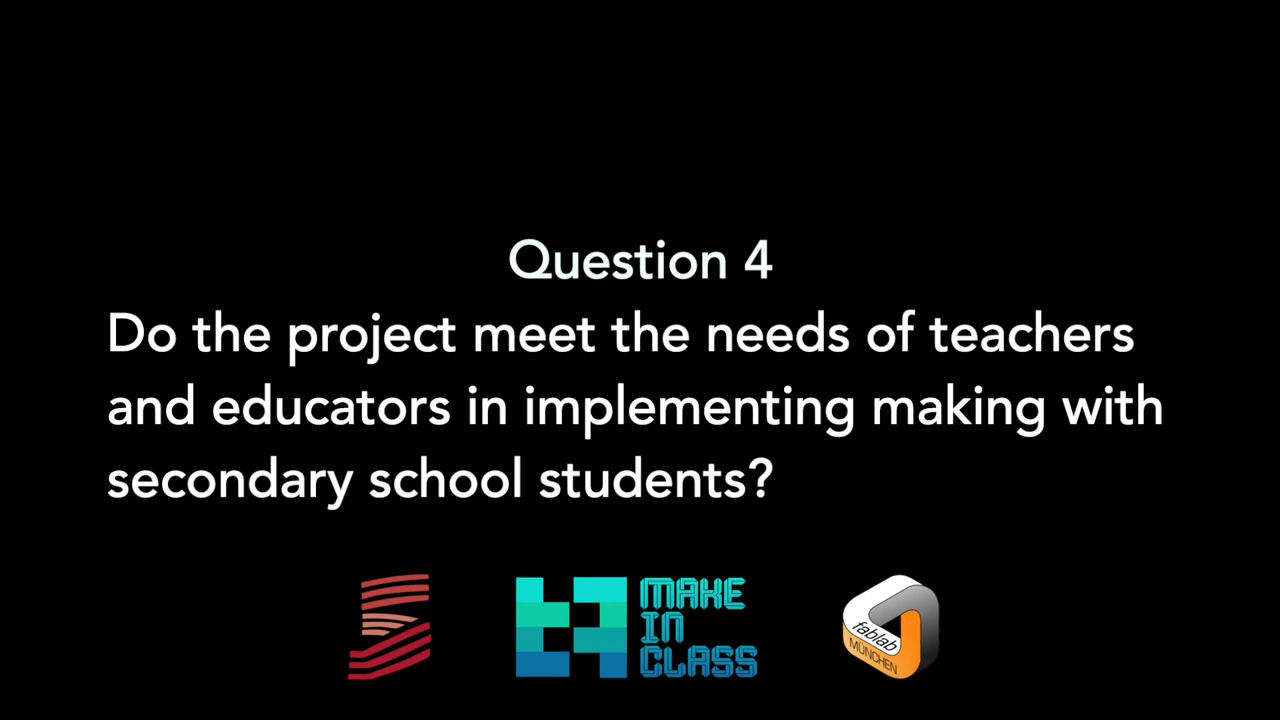 Question 4
Do the project meet the needs of teachers
and educators in implementing making with
secondary school students?
MAKE
IN
CLASS
fablab
MÜNCHEN